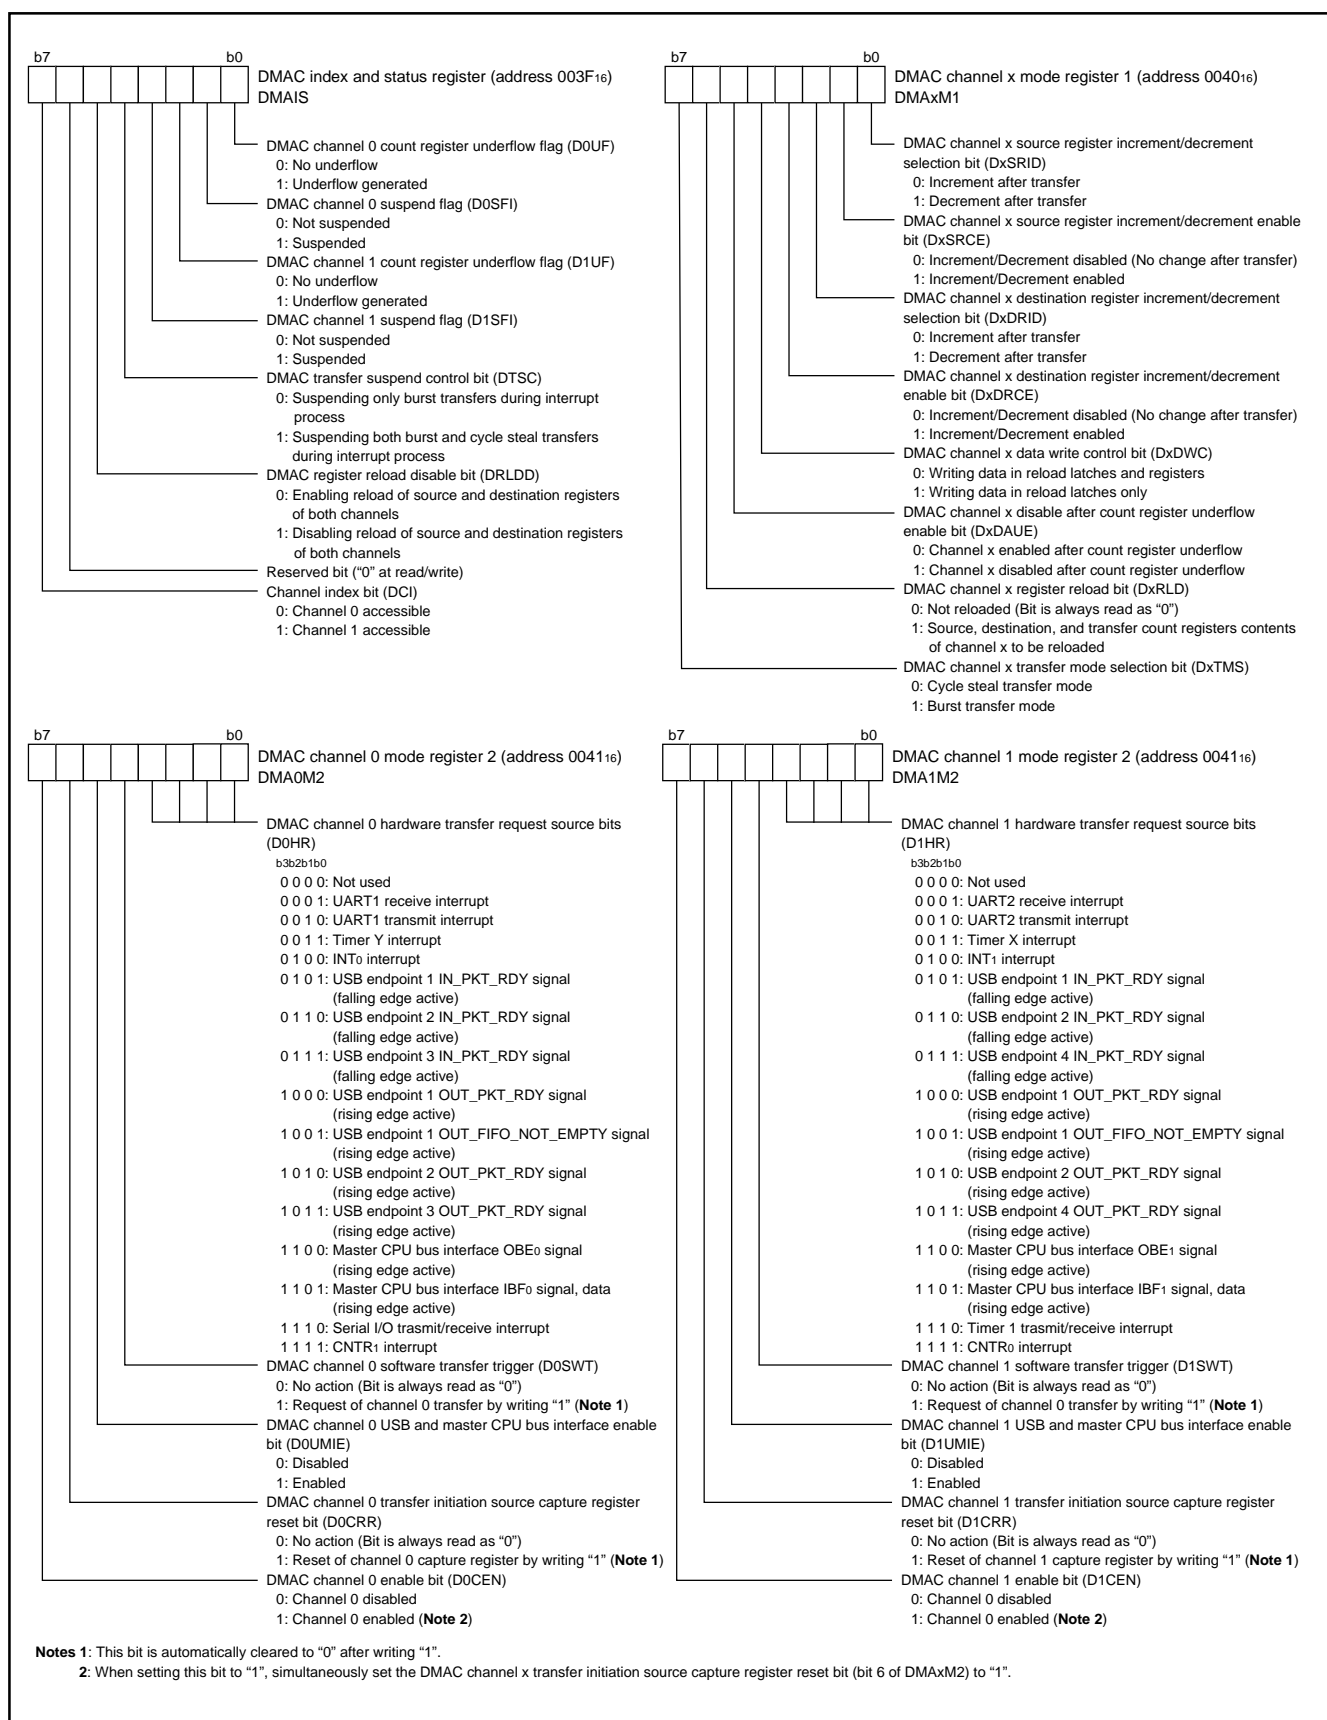 b7 b0
DMAC index and status register (address 003F16)
DMAIS
DMAC channel 0 count register underflow flag (D0UF)
0: No underflow
1: Underflow generated
DMAC channel 0 suspend flag (D0SFI)
0: Not suspended
1: Suspended
DMAC channel 1 count register underflow flag (D1UF)
0: No underflow
1: Underflow generated
DMAC channel 1 suspend flag (D1SFI)
0: Not suspended
1: Suspended
DMAC transfer suspend control bit (DTSC)
0: Suspending only burst transfers during interrupt
process
1: Suspending both burst and cycle steal transfers
during interrupt process
DMAC register reload disable bit (DRLDD)
0: Enabling reload of source and destination registers
of both channels
1: Disabling reload of source and destination registers
of both channels
Reserved bit (“0” at read/write)
Channel index bit (DCI)
0: Channel 0 accessible
1: Channel 1 accessible
b7 b0
DMAC channel x mode register 1 (address 004016)
DMAxM1
DMAC channel x source register increment/decrement
selection bit (DxSRID)
0: Increment after transfer
1: Decrement after transfer
DMAC channel x source register increment/decrement enable
bit (DxSRCE)
0: Increment/Decrement disabled (No change after transfer)
1: Increment/Decrement enabled
DMAC channel x destination register increment/decrement
selection bit (DxDRID)
0: Increment after transfer
1: Decrement after transfer
DMAC channel x destination register increment/decrement
enable bit (DxDRCE)
0: Increment/Decrement disabled (No change after transfer)
1: Increment/Decrement enabled
DMAC channel x data write control bit (DxDWC)
0: Writing data in reload latches and registers
1: Writing data in reload latches only
DMAC channel x disable after count register underflow
enable bit (DxDAUE)
0: Channel x enabled after count register underflow
1: Channel x disabled after count register underflow
DMAC channel x register reload bit (DxRLD)
0: Not reloaded (Bit is always read as “0”)
1: Source, destination, and transfer count registers contents
of channel x to be reloaded
DMAC channel x transfer mode selection bit (DxTMS)
0: Cycle steal transfer mode
1: Burst transfer mode
b7 b0
DMAC channel 0 mode register 2 (address 004116)
DMA0M2
DMAC channel 0 hardware transfer request source bits
(D0HR)
b3b2b1b0
0 0 0 0: Not used
0 0 0 1: UART1 receive interrupt
0 0 1 0: UART1 transmit interrupt
0 0 1 1: Timer Y interrupt
0 1 0 0: INT0 interrupt
0 1 0 1: USB endpoint 1 IN_PKT_RDY signal
(falling edge active)
0 1 1 0: USB endpoint 2 IN_PKT_RDY signal
(falling edge active)
0 1 1 1: USB endpoint 3 IN_PKT_RDY signal
(falling edge active)
1 0 0 0: USB endpoint 1 OUT_PKT_RDY signal
(rising edge active)
1 0 0 1: USB endpoint 1 OUT_FIFO_NOT_EMPTY signal
(rising edge active)
1 0 1 0: USB endpoint 2 OUT_PKT_RDY signal
(rising edge active)
1 0 1 1: USB endpoint 3 OUT_PKT_RDY signal
(rising edge active)
1 1 0 0: Master CPU bus interface OBE0 signal
(rising edge active)
1 1 0 1: Master CPU bus interface IBF0 signal, data
(rising edge active)
1 1 1 0: Serial I/O trasmit/receive interrupt
1 1 1 1: CNTR1 interrupt
DMAC channel 0 software transfer trigger (D0SWT)
0: No action (Bit is always read as “0”)
1: Request of channel 0 transfer by writing “1” (Note 1)
DMAC channel 0 USB and master CPU bus interface enable
bit (D0UMIE)
0: Disabled
1: Enabled
DMAC channel 0 transfer initiation source capture register
reset bit (D0CRR)
0: No action (Bit is always read as “0”)
1: Reset of channel 0 capture register by writing “1” (Note 1)
DMAC channel 0 enable bit (D0CEN)
0: Channel 0 disabled
1: Channel 0 enabled (Note 2)
b7 b0
DMAC channel 1 mode register 2 (address 004116)
DMA1M2
DMAC channel 1 hardware transfer request source bits
(D1HR)
b3b2b1b0
0 0 0 0: Not used
0 0 0 1: UART2 receive interrupt
0 0 1 0: UART2 transmit interrupt
0 0 1 1: Timer X interrupt
0 1 0 0: INT1 interrupt
0 1 0 1: USB endpoint 1 IN_PKT_RDY signal
(falling edge active)
0 1 1 0: USB endpoint 2 IN_PKT_RDY signal
(falling edge active)
0 1 1 1: USB endpoint 4 IN_PKT_RDY signal
(falling edge active)
1 0 0 0: USB endpoint 1 OUT_PKT_RDY signal
(rising edge active)
1 0 0 1: USB endpoint 1 OUT_FIFO_NOT_EMPTY signal
(rising edge active)
1 0 1 0: USB endpoint 2 OUT_PKT_RDY signal
(rising edge active)
1 0 1 1: USB endpoint 4 OUT_PKT_RDY signal
(rising edge active)
1 1 0 0: Master CPU bus interface OBE1 signal
(rising edge active)
1 1 0 1: Master CPU bus interface IBF1 signal, data
(rising edge active)
1 1 1 0: Timer 1 trasmit/receive interrupt
1 1 1 1: CNTR0 interrupt
DMAC channel 1 software transfer trigger (D1SWT)
0: No action (Bit is always read as “0”)
1: Request of channel 0 transfer by writing “1” (Note 1)
DMAC channel 1 USB and master CPU bus interface enable
bit (D1UMIE)
0: Disabled
1: Enabled
DMAC channel 1 transfer initiation source capture register
reset bit (D1CRR)
0: No action (Bit is always read as “0”)
1: Reset of channel 1 capture register by writing “1” (Note 1)
DMAC channel 1 enable bit (D1CEN)
0: Channel 0 disabled
1: Channel 0 enabled (Note 2)
Notes 1: This bit is automatically cleared to “0” after writing “1”.
2: When setting this bit to “1”, simultaneously set the DMAC channel x transfer initiation source capture register reset bit (bit 6 of DMAxM2) to “1”.